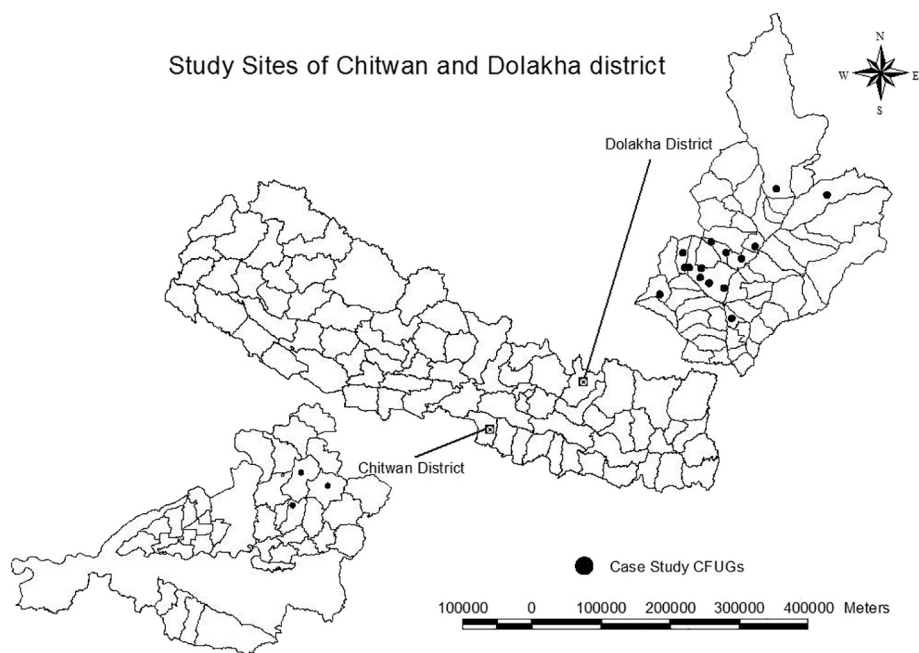 Study Sites of Chitwan and Dolakha district
N
W E
S
Dolakha District
Chitwan District
Case Study CFUGs
100000 0 100000 200000 300000 400000 Meters